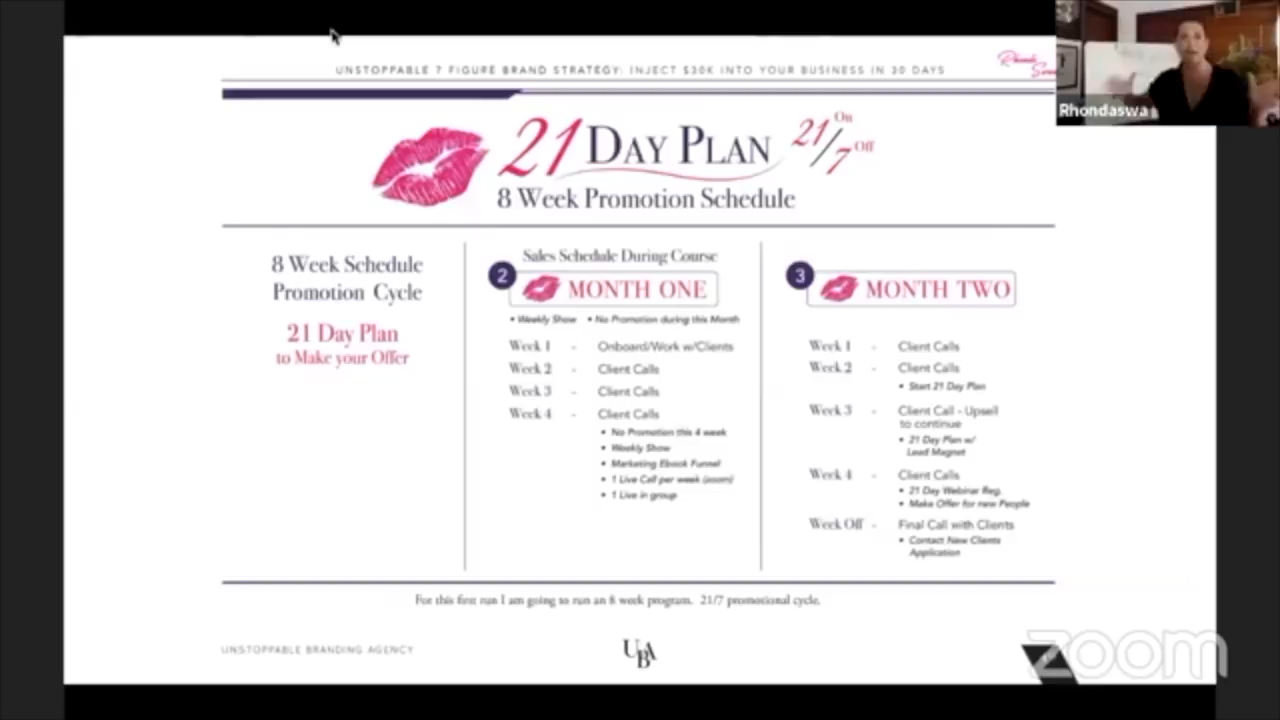 UNSTOPPABLE 7 FIGURE BRAND STRATEGY: INJECT $30K INTO YOUR BUSINESS IN 30 DAYS
Rhonda
Rhondaswa
21 DAY PLAN
21/7
On
Off
8 Week Promotion Schedule
8 Week Schedule
Promotion Cycle
21 Day Plan
to Make your Offer
Sales Schedule During Course
2 MONTH ONE
• Weekly Show • No Promotion during this Month
Week 1 - Onboard/Work w/Clients
Week 2 - Client Calls
Week 3 - Client Calls
Week 4 - Client Calls
• No Promotion this 4 week
• Weekly Show
• Marketing Ebook Funnel
• 1 Live Call per week (zoom)
• 1 Live in group
3 MONTH TWO
Week 1 - Client Calls
Week 2 - Client Calls
• Start 21 Day Plan
Week 3 - Client Call - Upsell
to continue
• 21 Day Plan w/
Lead Magnet
Week 4 - Client Calls
• 21 Day Webinar Reg.
• Make Offer for new People
Week Off - Final Call with Clients
• Contact New Clients
Application
For this first run I am going to run an 8 week program. 21/7 promotional cycle.
UNSTOPPABLE BRANDING AGENCY
UBA
zoom